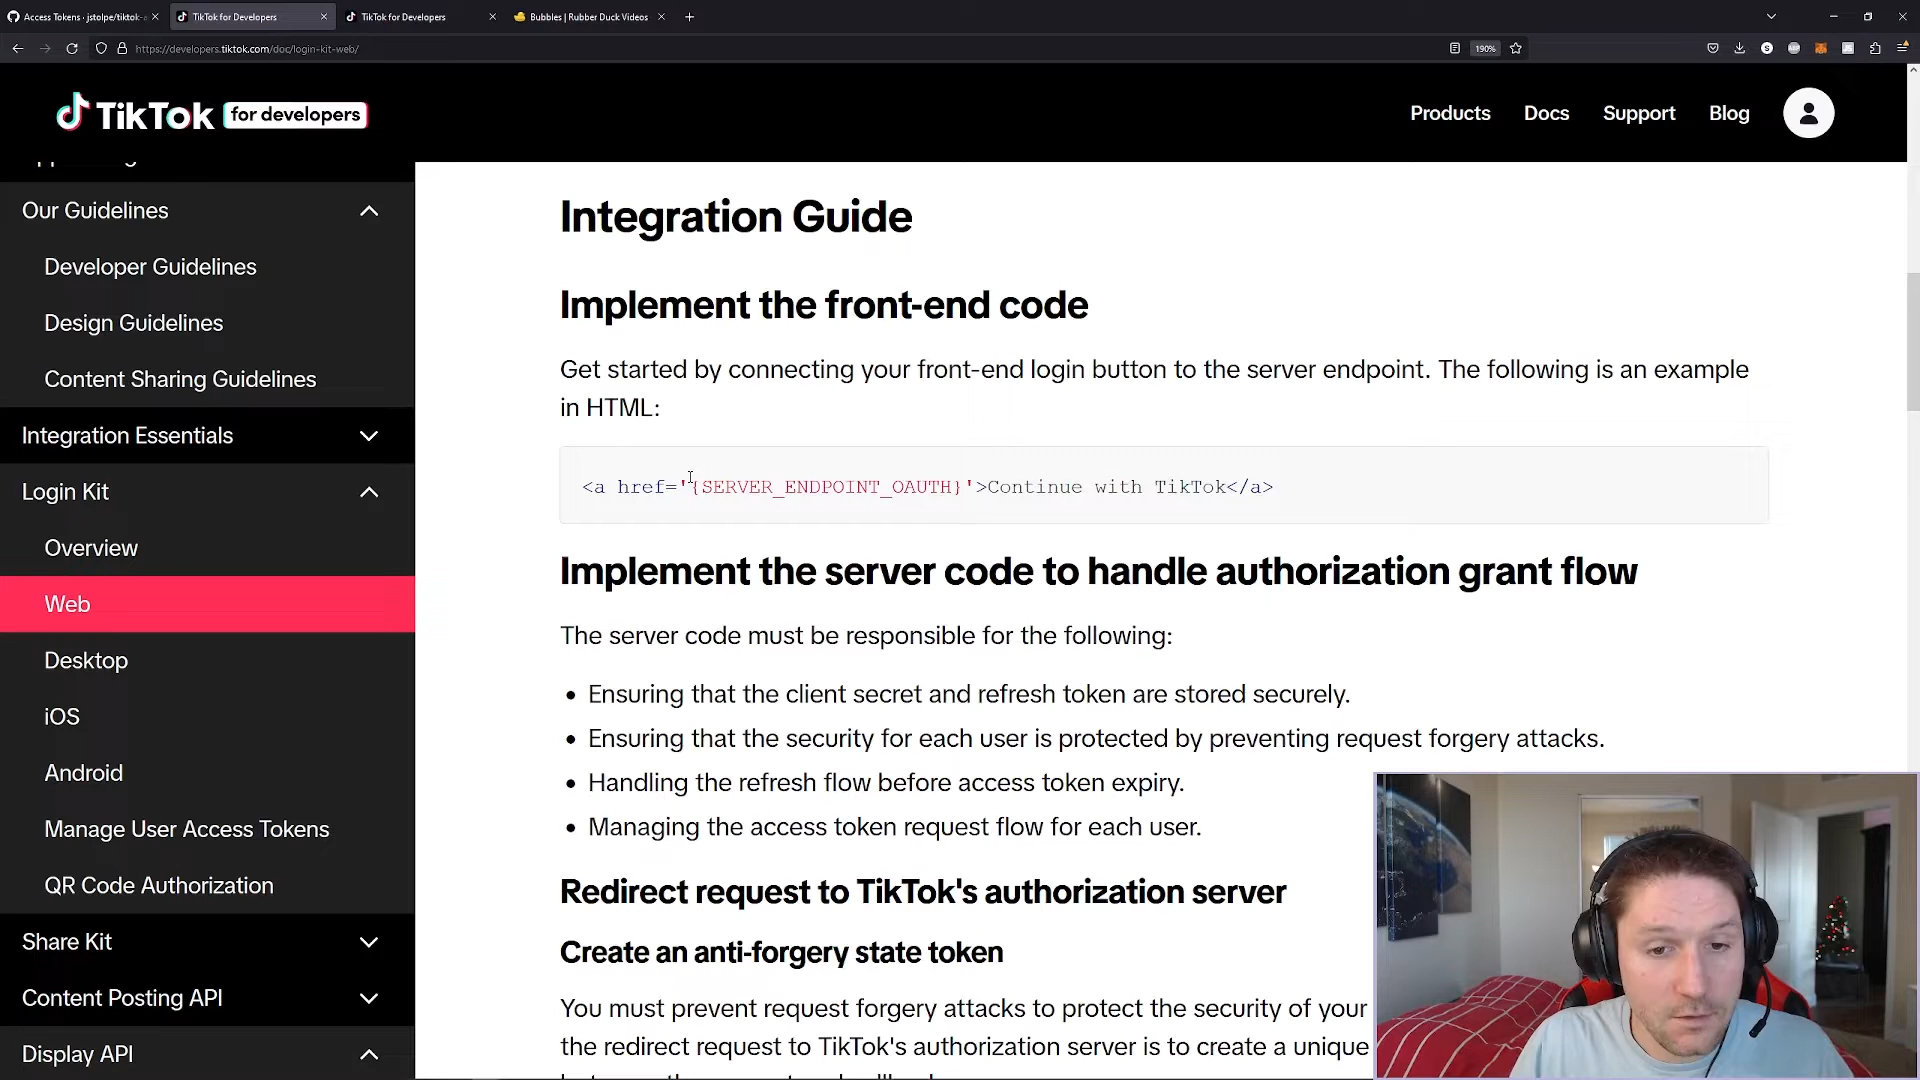 Access Tokens · jstolpe/tiktok-
TikTok for Developers
TikTok for Developers
Bubbles | Rubber Duck Videos
https://developers.tiktok.com/doc/login-kit-web/
190%
TikTok for developers
Products
Docs
Support
Blog
Our Guidelines
Developer Guidelines
Design Guidelines
Content Sharing Guidelines
Integration Essentials
Login Kit
Overview
Web
Desktop
iOS
Android
Manage User Access Tokens
QR Code Authorization
Share Kit
Content Posting API
Display API
Integration Guide
Implement the front-end code
Get started by connecting your front-end login button to the server endpoint. The following is an example
in HTML:
<a href='{SERVER_ENDPOINT_OAUTH}'>Continue with TikTok</a>
Implement the server code to handle authorization grant flow
The server code must be responsible for the following:
• Ensuring that the client secret and refresh token are stored securely.
• Ensuring that the security for each user is protected by preventing request forgery attacks.
• Handling the refresh flow before access token expiry.
• Managing the access token request flow for each user.
Redirect request to TikTok's authorization server
Create an anti-forgery state token
You must prevent request forgery attacks to protect the security of your
the redirect request to TikTok's authorization server is to create a unique